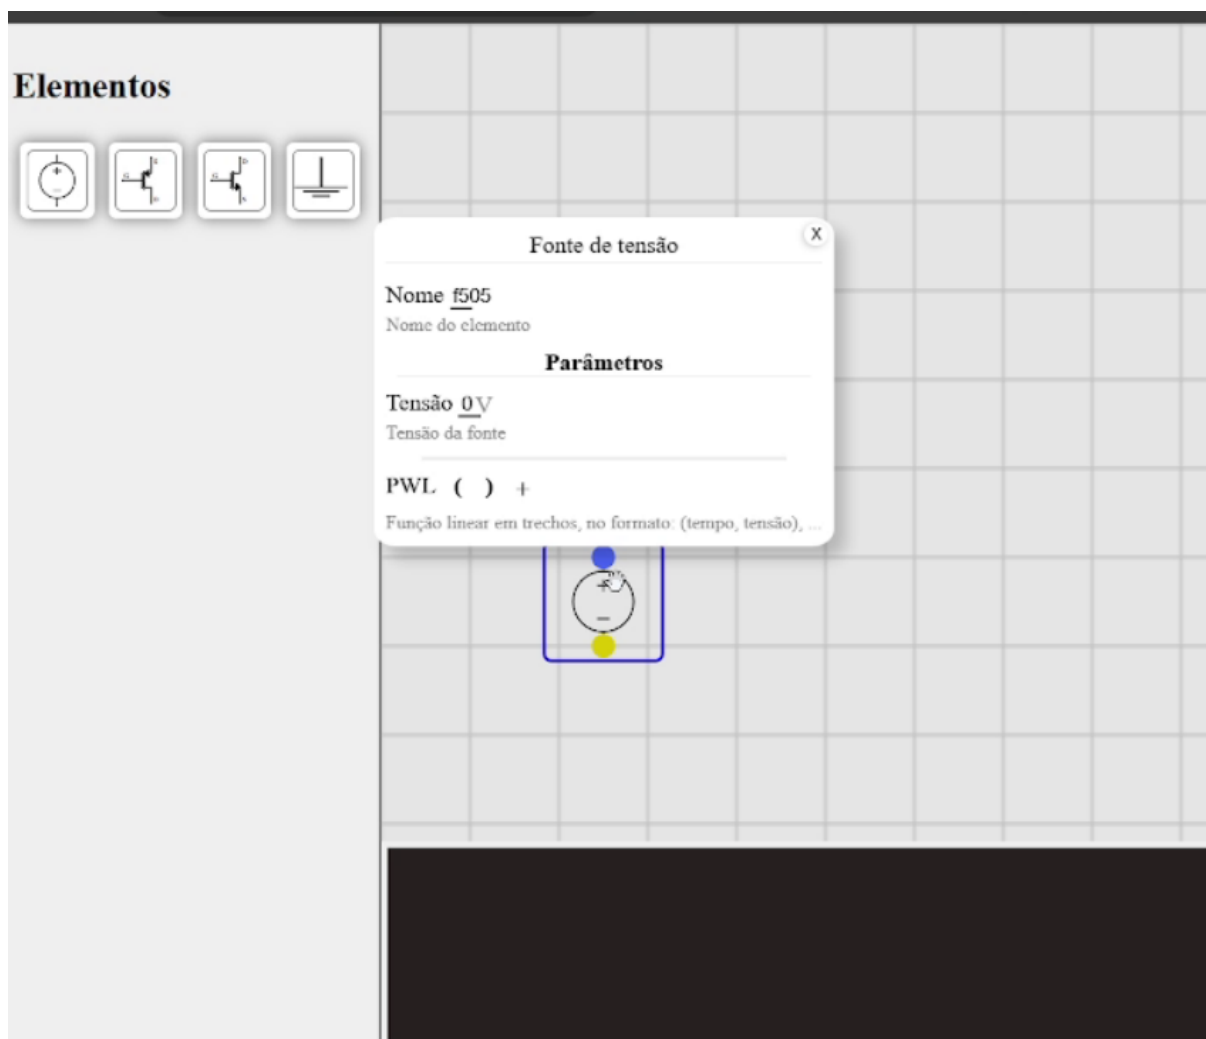 Elementos
Fonte de tensão
X
Nome f505
Nome do elemento
Parâmetros
Tensão 0 V
Tensão da fonte
PWL ( ) +
Função linear em trechos, no formato: (tempo, tensão), ...